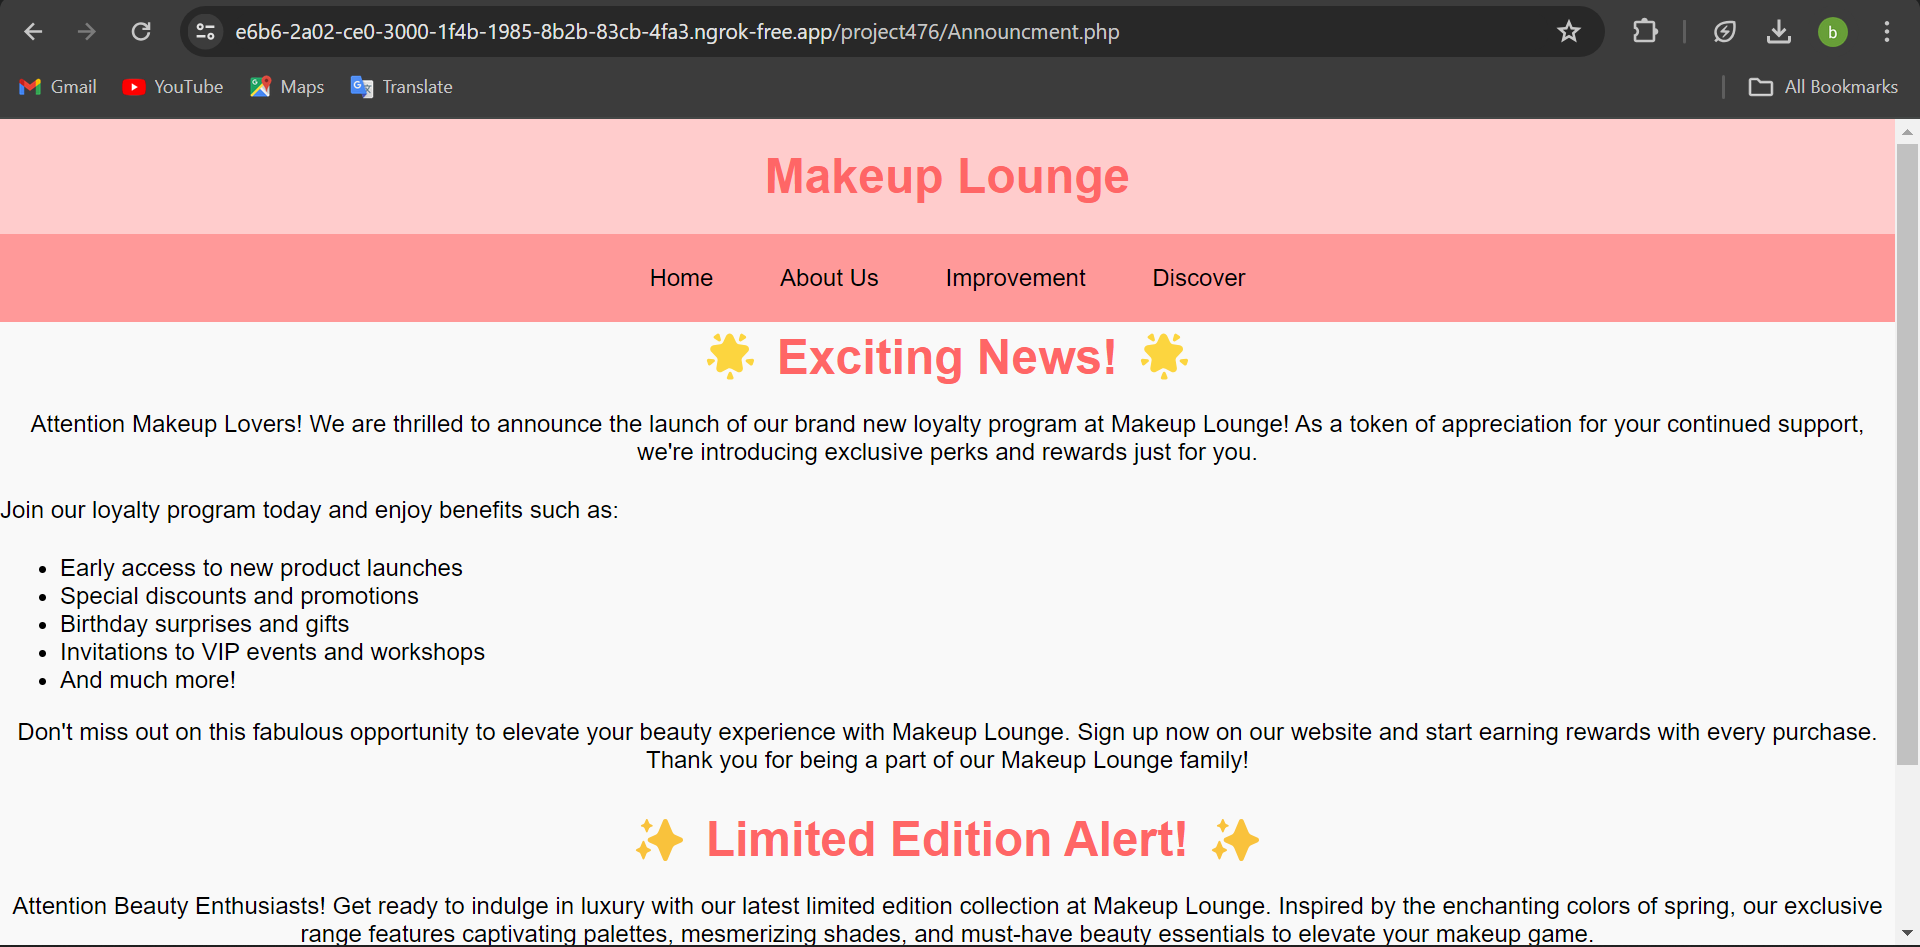 e6b6-2a02-ce0-3000-1f4b-1985-8b2b-83cb-4fa3.ngrok-free.app/project476/Announcment.php
b
Gmail YouTube Maps Translate All Bookmarks
Makeup Lounge
Home About Us Improvement Discover
🌟 Exciting News! 🌟
Attention Makeup Lovers! We are thrilled to announce the launch of our brand new loyalty program at Makeup Lounge! As a token of appreciation for your continued support,
we're introducing exclusive perks and rewards just for you.
Join our loyalty program today and enjoy benefits such as:
• Early access to new product launches
• Special discounts and promotions
• Birthday surprises and gifts
• Invitations to VIP events and workshops
• And much more!
Don't miss out on this fabulous opportunity to elevate your beauty experience with Makeup Lounge. Sign up now on our website and start earning rewards with every purchase.
Thank you for being a part of our Makeup Lounge family!
✨ Limited Edition Alert! ✨
Attention Beauty Enthusiasts! Get ready to indulge in luxury with our latest limited edition collection at Makeup Lounge. Inspired by the enchanting colors of spring, our exclusive
range features captivating palettes, mesmerizing shades, and must-have beauty essentials to elevate your makeup game.